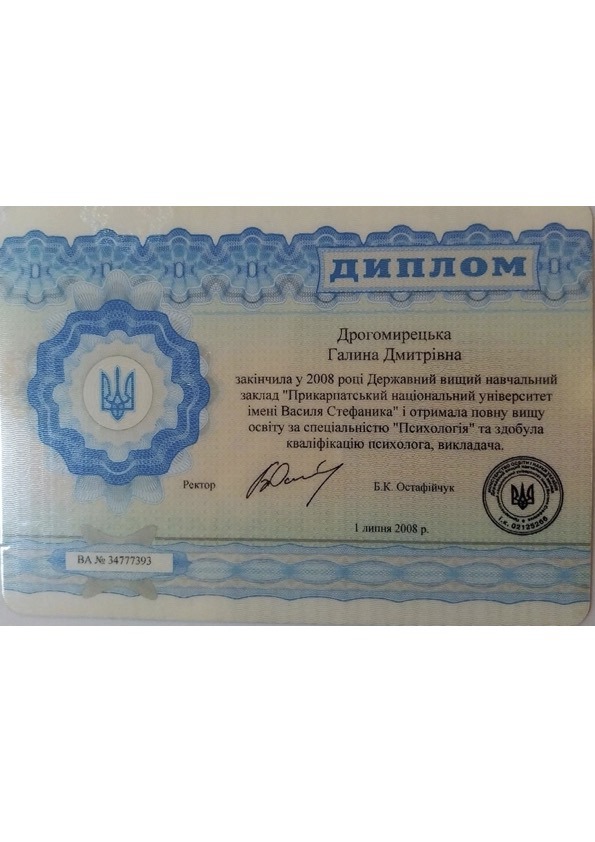 ДИПЛОМ
Дрогомирецька
Галина Дмитрівна
закінчила у 2008 році Державний вищий навчальний
заклад "Прикарпатський національний університет
імені Василя Стефаника" і отримала повну вищу
освіту за спеціальністю "Психологія" та здобула
кваліфікацію психолога, викладача.
Ректор
Б.К. Остафійчук
1 липня 2008 р.
ВА № 34777393